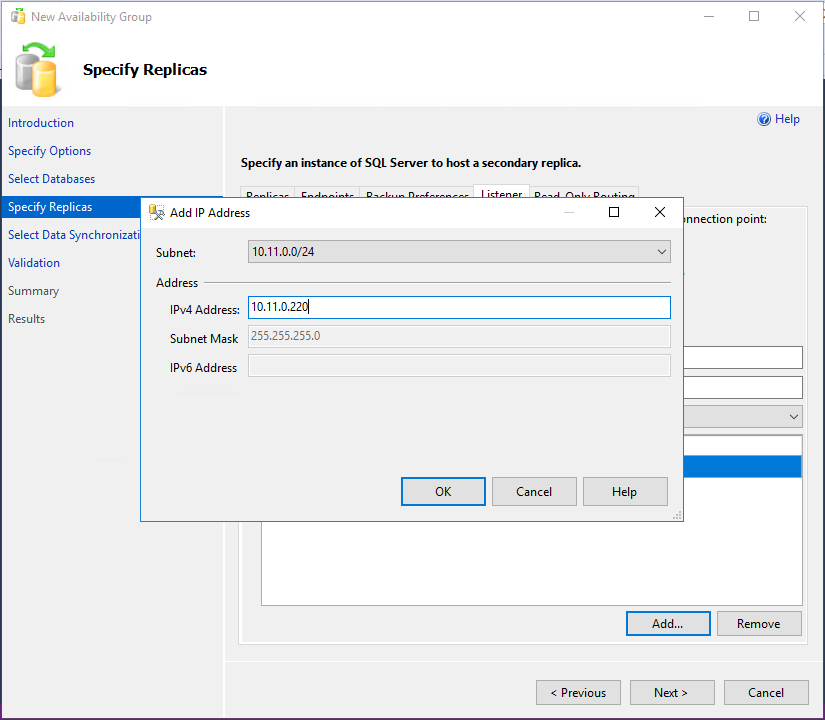 New Availability Group
Specify Replicas
Help
Introduction
Specify Options
Select Databases
Specify Replicas
Select Data Synchronizati
Validation
Summary
Results
Specify an instance of SQL Server to host a secondary replica.
Replicas Endpoints Backup Preferences Listener Read-Only Routing
onnection point:
Add IP Address
Subnet: 10.11.0.0/24
Address
IPv4 Address: 10.11.0.220
Subnet Mask 255.255.255.0
IPv6 Address
OK Cancel Help
Add... Remove
< Previous Next > Cancel